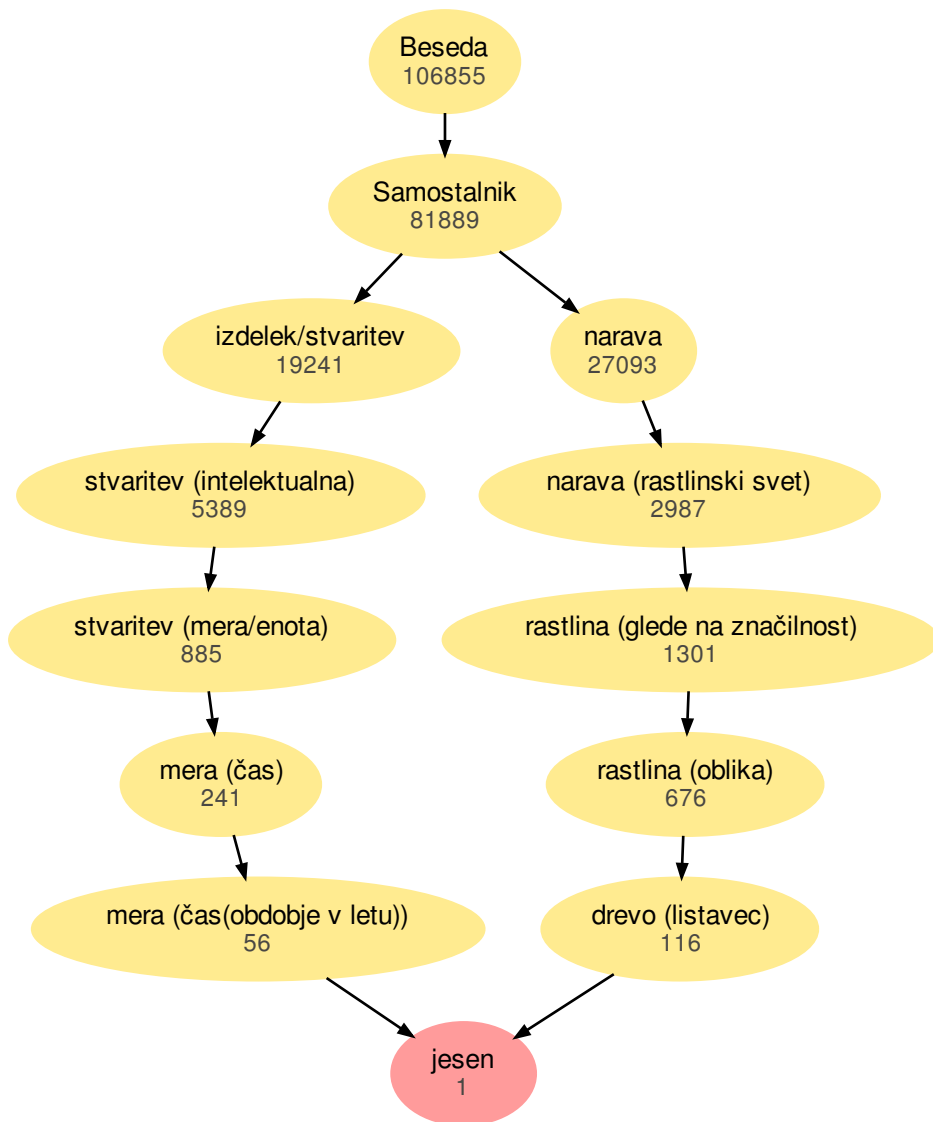 Beseda
106855
Samostalnik
81889
izdelek/stvaritev
19241
narava
27093
stvaritev (intelektualna)
5389
narava (rastlinski svet)
2987
stvaritev (mera/enota)
885
rastlina (glede na značilnost)
1301
mera (čas)
241
rastlina (oblika)
676
mera (čas(obdobje v letu))
56
drevo (listavec)
116
jesen
1